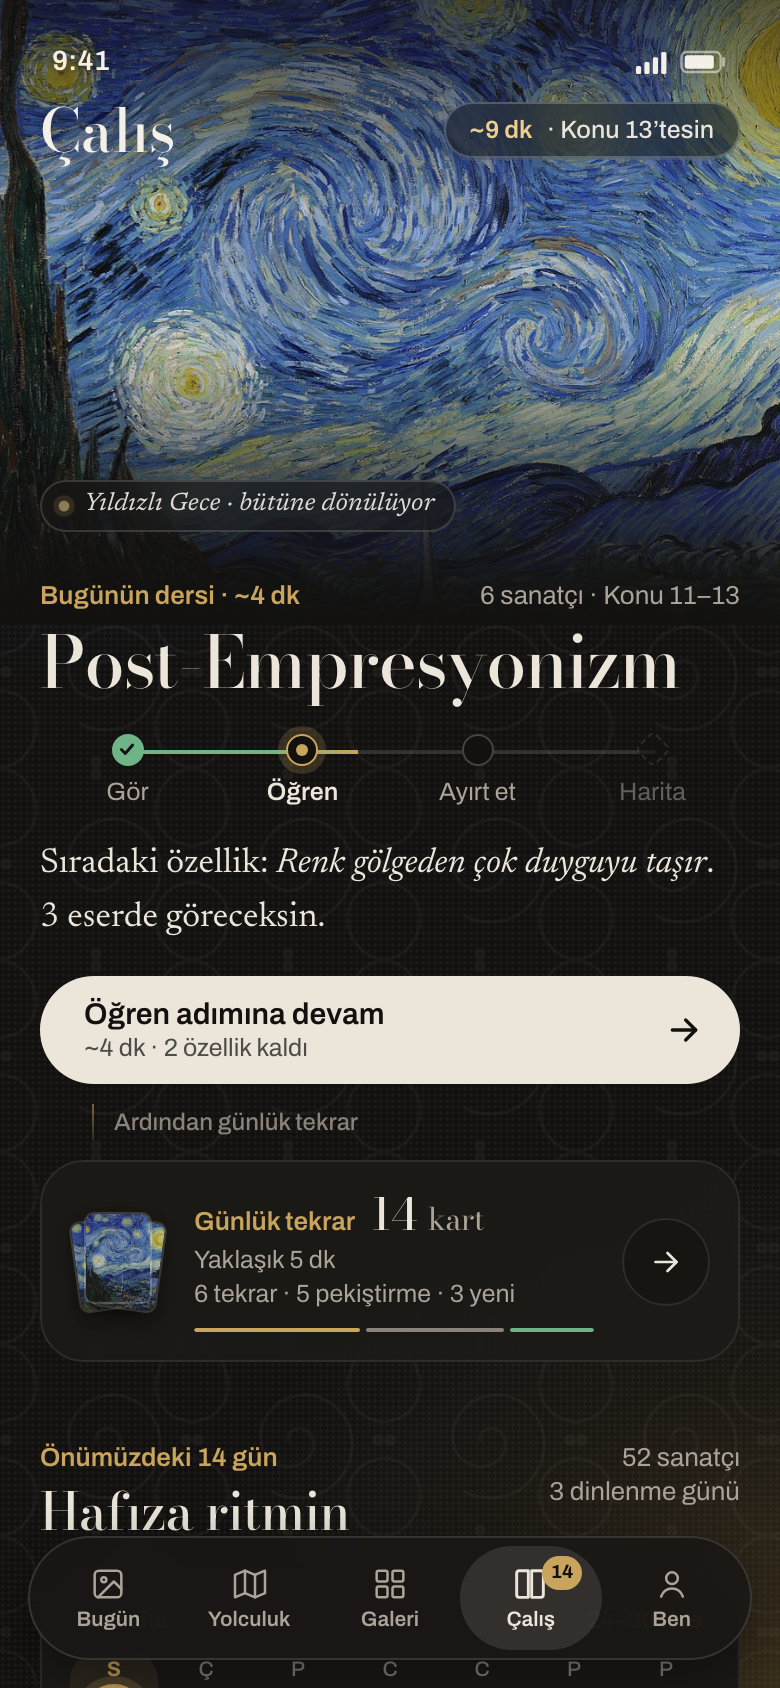 9:41
Çalış
~9 dk · Konu 13’tesin
Yıldızlı Gece · bütüne dönülüyor
Bugünün dersi · ~4 dk
6 sanatçı · Konu 11–13
Post-Empresyonizm
Gör
Öğren
Ayırt et
Harita
Sıradaki özellik: Renk gölgeden çok duyguyu taşır.
3 eserde göreceksin.
Öğren adımına devam
~4 dk · 2 özellik kaldı
Ardından günlük tekrar
Günlük tekrar 14 kart
Yaklaşık 5 dk
6 tekrar · 5 pekiştirme · 3 yeni
Önümüzdeki 14 gün
52 sanatçı
3 dinlenme günü
Hafıza ritmin
14
Bugün
Yolculuk
Galeri
Çalış
Ben
S Ç P C C P P